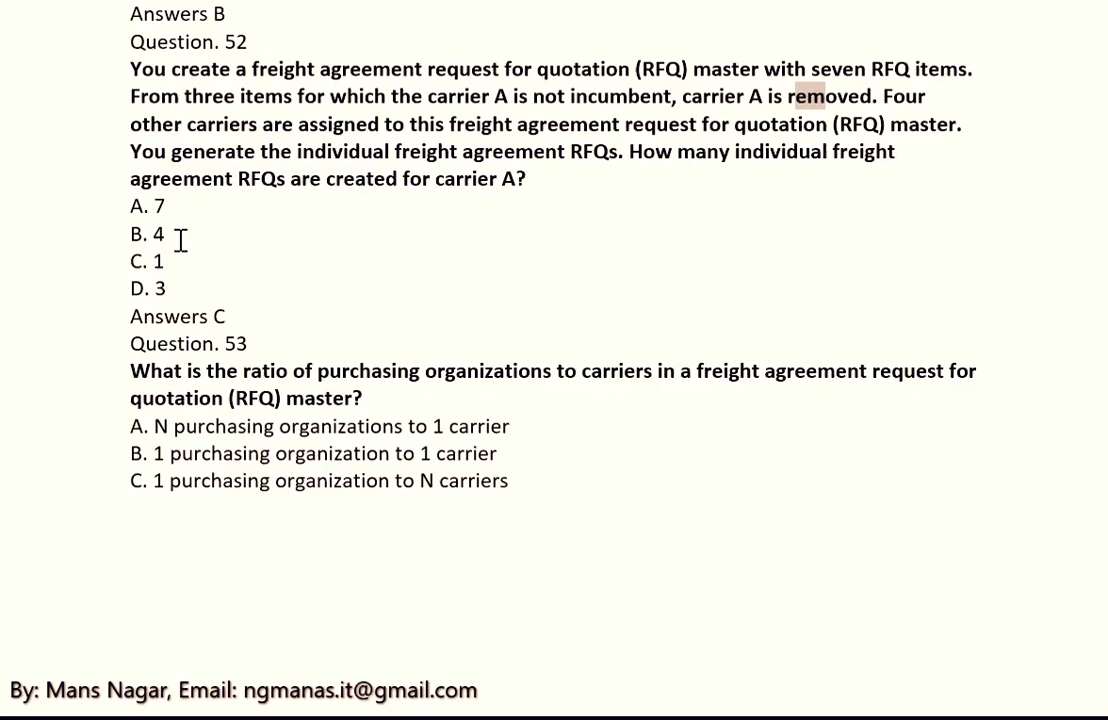 Answers B
Question. 52
You create a freight agreement request for quotation (RFQ) master with seven RFQ items.
From three items for which the carrier A is not incumbent, carrier A is removed. Four
other carriers are assigned to this freight agreement request for quotation (RFQ) master.
You generate the individual freight agreement RFQs. How many individual freight
agreement RFQs are created for carrier A?
A. 7
B. 4
C. 1
D. 3
Answers C
Question. 53
What is the ratio of purchasing organizations to carriers in a freight agreement request for
quotation (RFQ) master?
A. N purchasing organizations to 1 carrier
B. 1 purchasing organization to 1 carrier
C. 1 purchasing organization to N carriers
By: Mans Nagar, Email: ngmanas.it@gmail.com